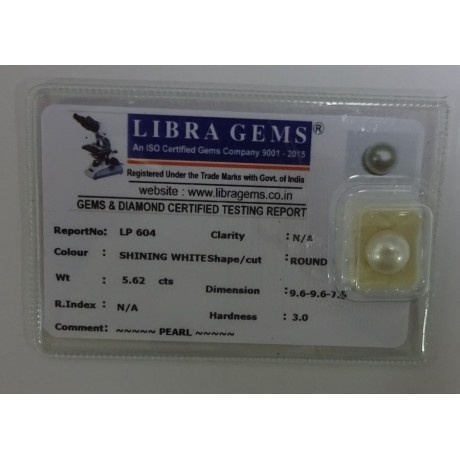 LIBRA GEMS®
An ISO Certified Gems Company 9001 - 2015
Registered Under the Trade Marks with Govt. of India
website : www.libragems.co.in
GEMS & DIAMOND CERTIFIED TESTING REPORT
ReportNo: LP 604 Clarity : N/A
Colour : SHINING WHITE Shape/cut : ROUND
Wt : 5.62 cts Dimension : 9.6-9.6-7.5
R.Index : N/A Hardness : 3.0
Comment: ~~~~~ PEARL ~~~~~